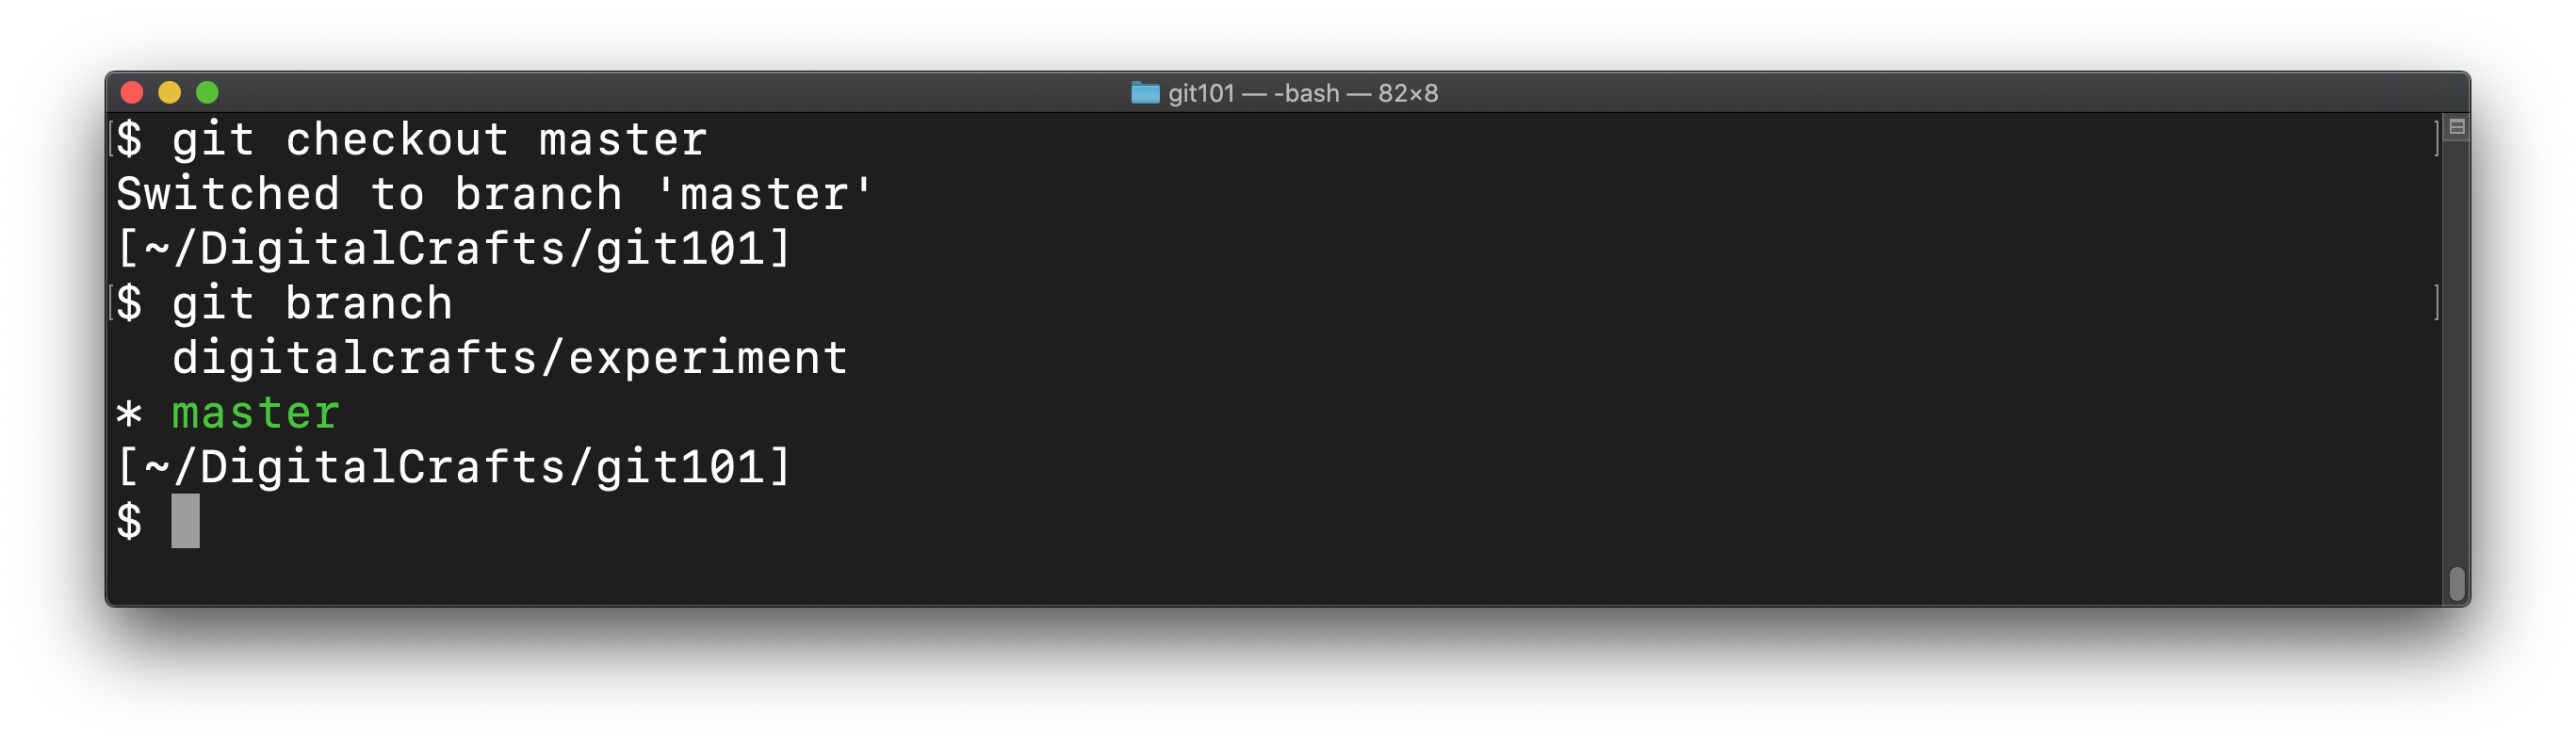 git101 — -bash — 82×8
[$ git checkout master ]
Switched to branch 'master'
[~/DigitalCrafts/git101]
[$ git branch ]
  digitalcrafts/experiment
* master
[~/DigitalCrafts/git101]
$